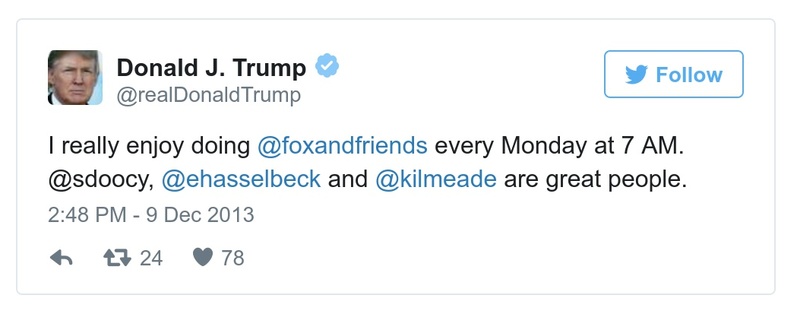 Donald J. Trump
@realDonaldTrump
Follow
I really enjoy doing @foxandfriends every Monday at 7 AM.
@sdoocy, @ehasselbeck and @kilmeade are great people.
2:48 PM - 9 Dec 2013
24 78